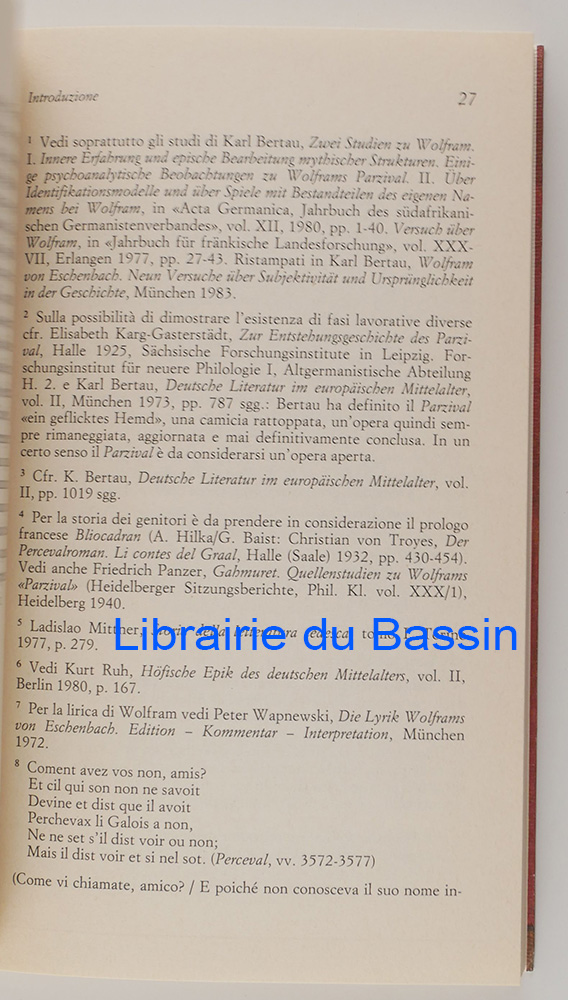 Introduzione 27
1 Vedi soprattutto gli studi di Karl Bertau, Zwei Studien zu Wolfram.
I. Innere Erfahrung und epische Bearbeitung mythischer Strukturen. Eini-
ge psychoanalytische Beobachtungen zu Wolframs Parzival. II. Über
Identifikationsmodelle und über Spiele mit Bestandteilen des eigenen Na-
mens bei Wolfram, in «Acta Germanica, Jahrbuch des südafrikani-
schen Germanistenverbandes», vol. XII, 1980, pp. 1-40. Versuch über
Wolfram, in «Jahrbuch für fränkische Landesforschung», vol. XXX-
VII, Erlangen 1977, pp. 27-43. Ristampati in Karl Bertau, Wolfram
von Eschenbach. Neun Versuche über Subjektivität und Ursprünglichkeit
in der Geschichte, München 1983.
2 Sulla possibilità di dimostrare l'esistenza di fasi lavorative diverse
cfr. Elisabeth Karg-Gasterstädt, Zur Entstehungsgeschichte des Parzi-
val, Halle 1925, Sächsische Forschungsinstitute in Leipzig. For-
schungsinstitut für neuere Philologie I, Altgermanistische Abteilung
H. 2. e Karl Bertau, Deutsche Literatur im europäischen Mittelalter,
vol. II, München 1973, pp. 787 sgg.: Bertau ha definito il Parzival
«ein geflicktes Hemd», una camicia rattoppata, un'opera quindi sem-
pre rimaneggiata, aggiornata e mai definitivamente conclusa. In un
certo senso il Parzival è da considerarsi un'opera aperta.
3 Cfr. K. Bertau, Deutsche Literatur im europäischen Mittelalter, vol.
II, pp. 1019 sgg.
4 Per la storia dei genitori è da prendere in considerazione il prologo
francese Bliocadran (A. Hilka/G. Baist: Christian von Troyes, Der
Percevalroman. Li contes del Graal, Halle (Saale) 1932, pp. 430-454).
Vedi anche Friedrich Panzer, Gahmuret. Quellenstudien zu Wolframs
«Parzival» (Heidelberger Sitzungsberichte, Phil. Kl. vol. XXX/1),
Heidelberg 1940.
5 Ladislao Mittner, Storia della letteratura tedesca, tomo I, Torino
1977, p. 279.
Librairie du Bassin
6 Vedi Kurt Ruh, Höfische Epik des deutschen Mittelalters, vol. II,
Berlin 1980, p. 167.
7 Per la lirica di Wolfram vedi Peter Wapnewski, Die Lyrik Wolframs
von Eschenbach. Edition – Kommentar – Interpretation, München
1972.
8 Coment avez vos non, amis?
Et cil qui son non ne savoit
Devine et dist que il avoit
Perchevax li Galois a non,
Ne ne set s'il dist voir ou non;
Mais il dist voir et si nel sot. (Perceval, vv. 3572-3577)
(Come vi chiamate, amico? / E poiché non conosceva il suo nome in-